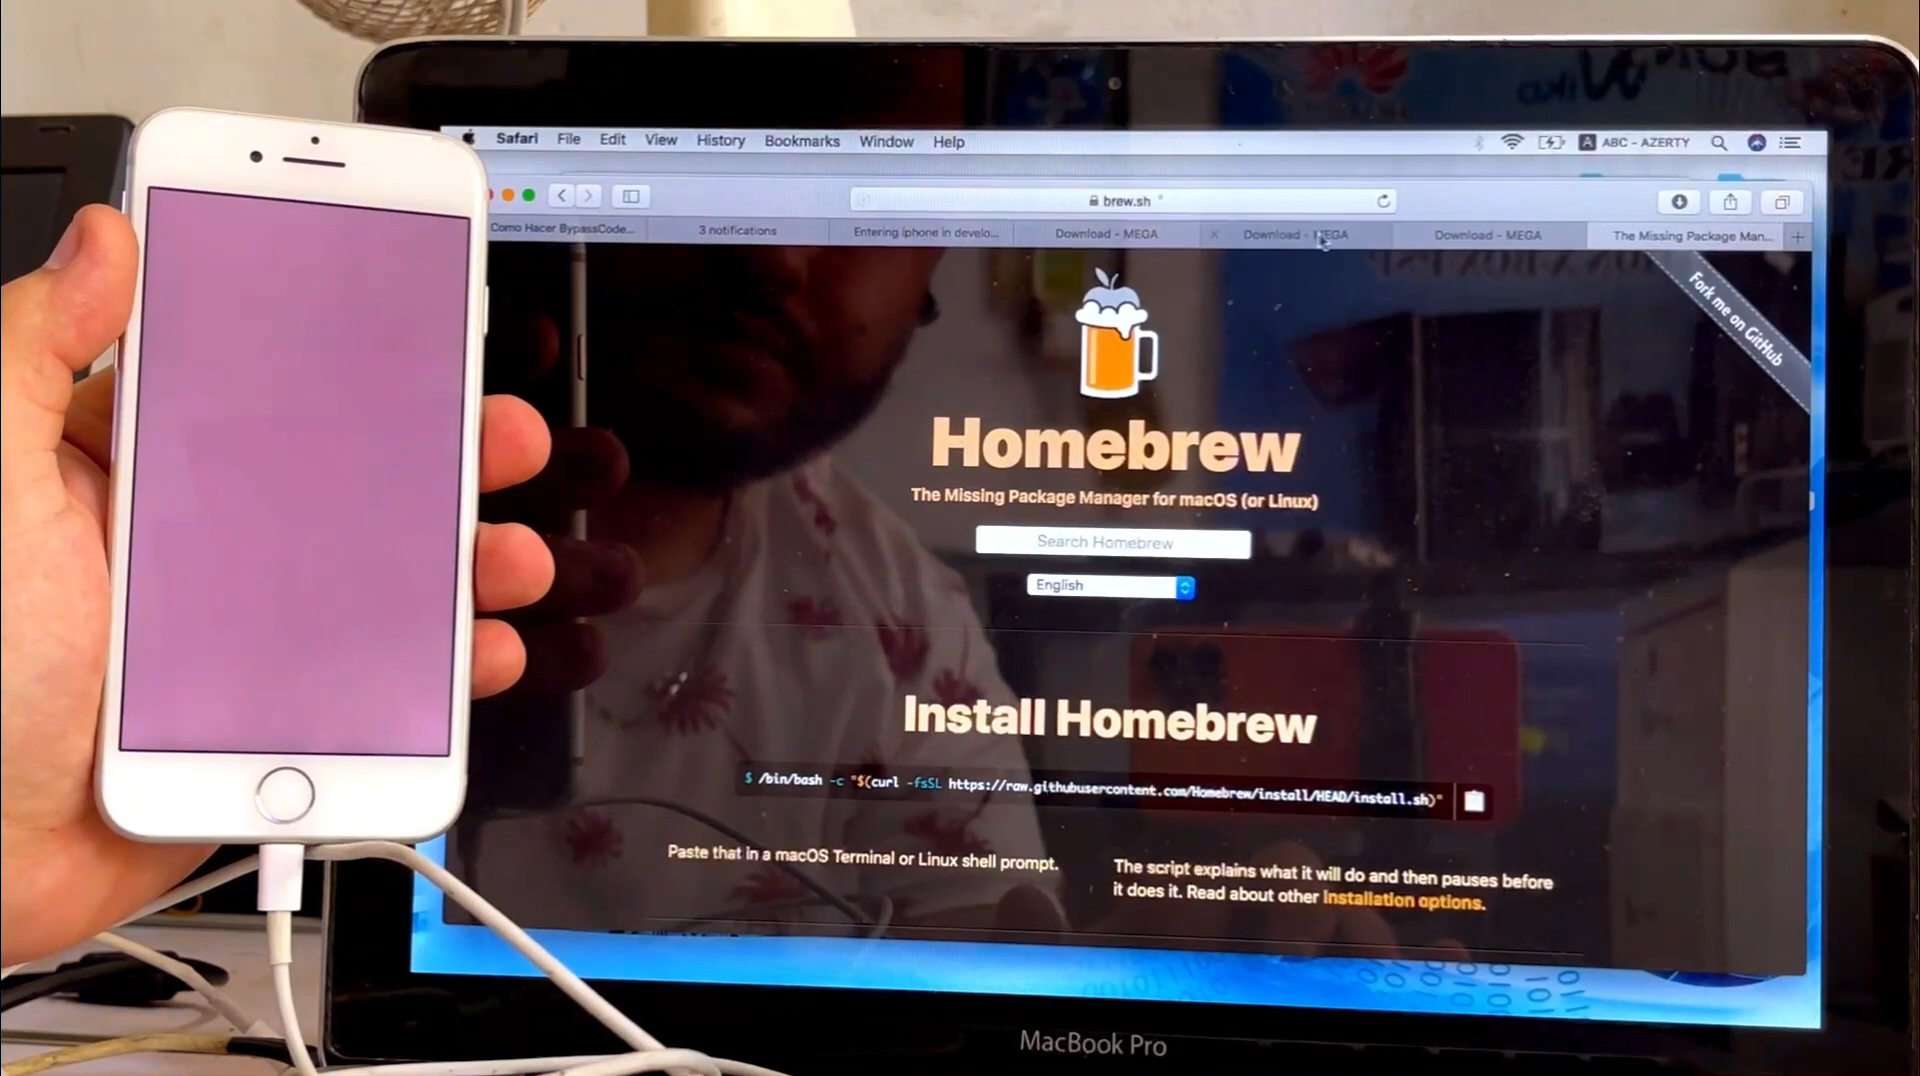 Safari File Edit View History Bookmarks Window Help
A ABC - AZERTY
brew.sh
Como Hacer BypassCode...
3 notifications
Entering iphone in develo...
Download - MEGA
Download - MEGA
Download - MEGA
The Missing Package Man...
Fork me on GitHub
Homebrew
The Missing Package Manager for macOS (or Linux)
Search Homebrew
English
Install Homebrew
$ /bin/bash -c "$(curl -fsSL https://raw.githubusercontent.com/Homebrew/install/HEAD/install.sh)"
Paste that in a macOS Terminal or Linux shell prompt.
The script explains what it will do and then pauses before
it does it. Read about other installation options.
MacBook Pro